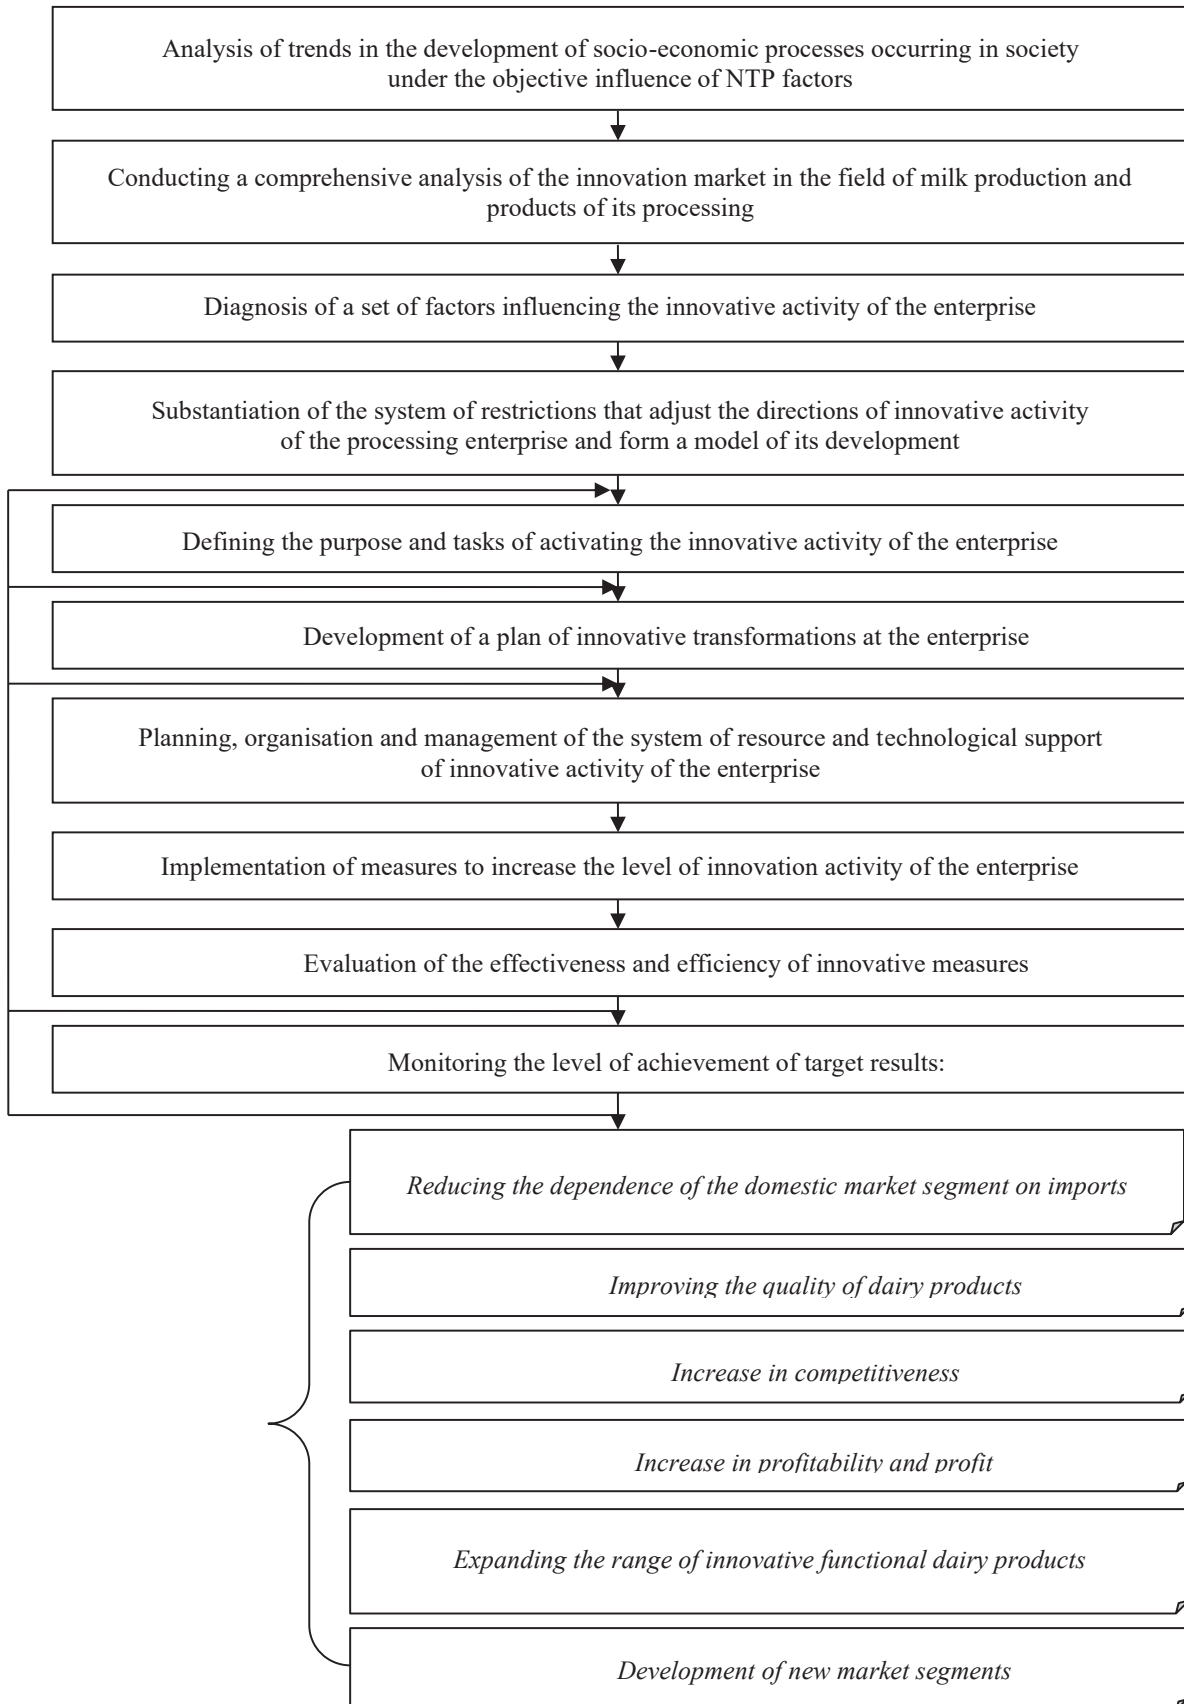 Analysis of trends in the development of socio-economic processes occurring in society
under the objective influence of NTP factors
Conducting a comprehensive analysis of the innovation market in the field of milk production and
products of its processing
Diagnosis of a set of factors influencing the innovative activity of the enterprise
Substantiation of the system of restrictions that adjust the directions of innovative activity
of the processing enterprise and form a model of its development
Defining the purpose and tasks of activating the innovative activity of the enterprise
Development of a plan of innovative transformations at the enterprise
Planning, organisation and management of the system of resource and technological support
of innovative activity of the enterprise
Implementation of measures to increase the level of innovation activity of the enterprise
Evaluation of the effectiveness and efficiency of innovative measures
Monitoring the level of achievement of target results:
Reducing the dependence of the domestic market segment on imports
Improving the quality of dairy products
Increase in competitiveness
Increase in profitability and profit
Expanding the range of innovative functional dairy products
Development of new market segments